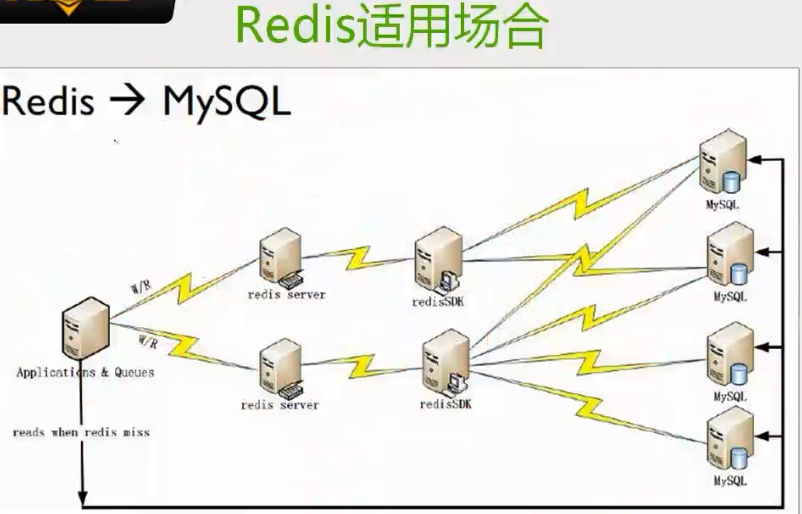 Redis适用场合
Redis → MySQL
MySQL
W/R
redis server
redisSDK
MySQL
W/R
Applications & Queues
redis server
redisSDK
MySQL
reads when redis miss
MySQL